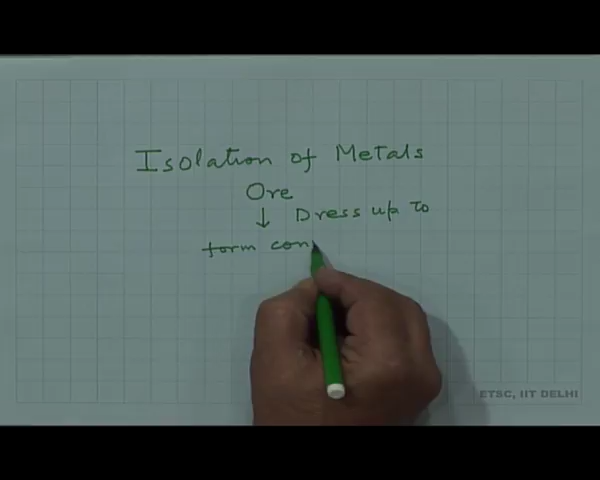 Isolation of Metals
Ore
↓ Dress up to
form con
ETSC, IIT DELHI